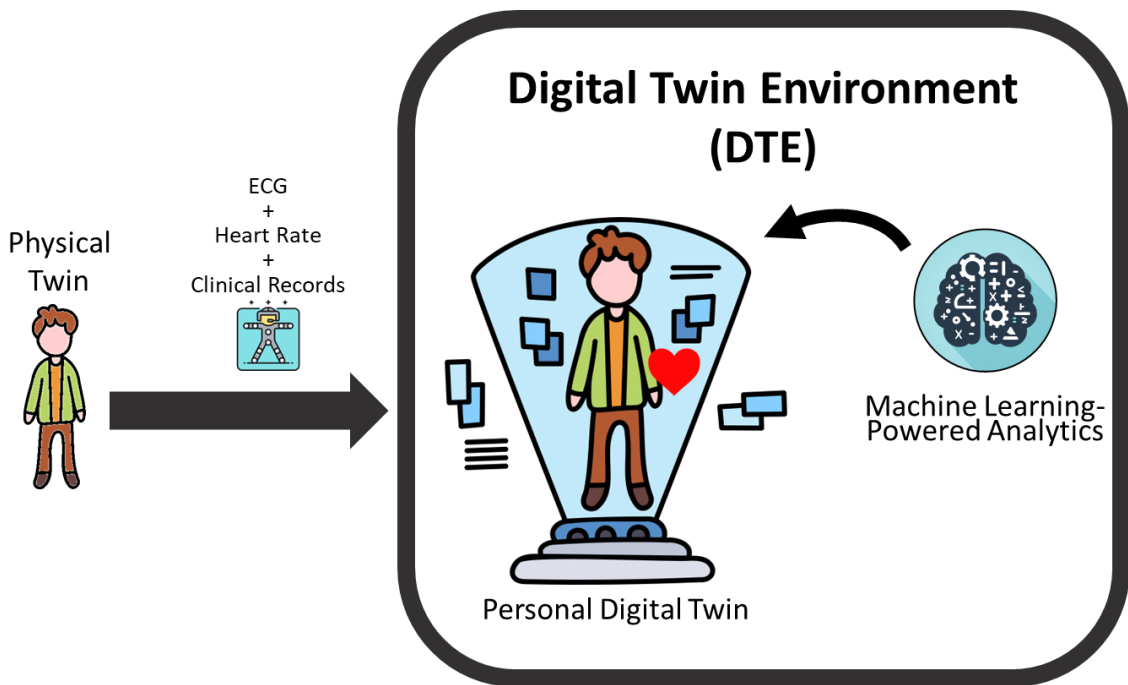 Digital Twin Environment
(DTE)
ECG
+
Heart Rate
+
Clinical Records
Physical
Twin
Machine Learning-
Powered Analytics
Personal Digital Twin